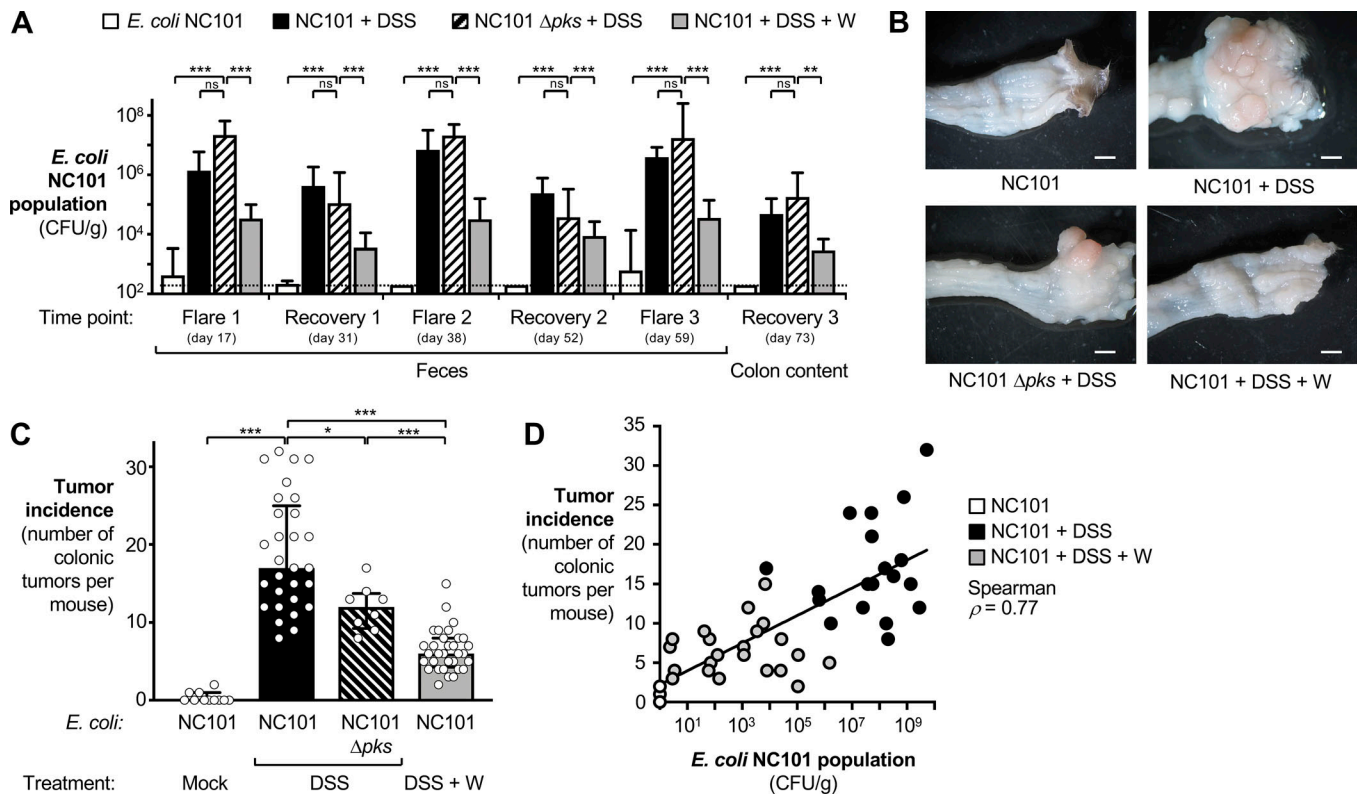 A
E. coli NC101
NC101 + DSS
NC101 Δpks + DSS
NC101 + DSS + W
*** *** *** *** *** *** *** *** *** *** *** **
ns ns ns ns ns ns
10⁸
10⁶
10⁴
10²
E. coli
NC101
population
(CFU/g)
Time point:
Flare 1
(day 17)
Recovery 1
(day 31)
Flare 2
(day 38)
Recovery 2
(day 52)
Flare 3
(day 59)
Recovery 3
(day 73)
Feces
Colon content
B
NC101
NC101 + DSS
NC101 Δpks + DSS
NC101 + DSS + W
C
***
*** * ***
30
20
10
0
Tumor
incidence
(number of
colonic
tumors per
mouse)
E. coli:
NC101
NC101
NC101
Δpks
NC101
Treatment:
Mock
DSS
DSS + W
D
35
30
25
20
15
10
5
0
Tumor
incidence
(number of
colonic
tumors per
mouse)
10¹ 10³ 10⁵ 10⁷ 10⁹
E. coli NC101 population
(CFU/g)
NC101
NC101 + DSS
NC101 + DSS + W
Spearman
ρ = 0.77